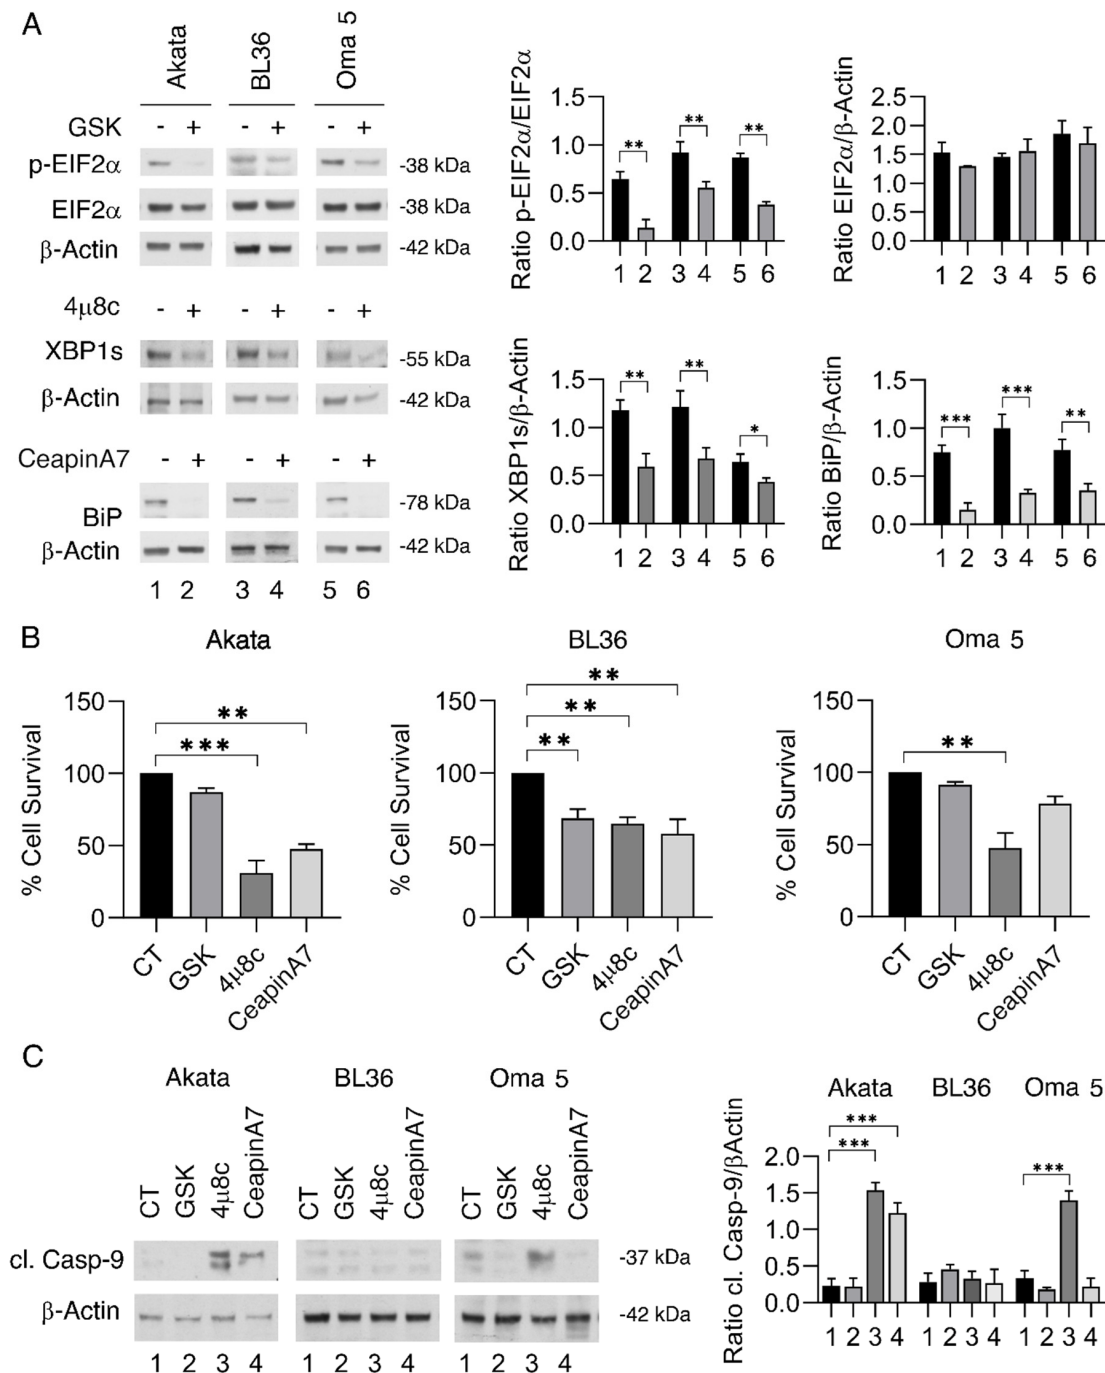 A
Akata
BL36
Oma 5
GSK - + - + - +
p-EIF2α -38 kDa
EIF2α -38 kDa
β-Actin -42 kDa
4μ8c - + - + - +
XBP1s -55 kDa
β-Actin -42 kDa
CeapinA7 - + - + - +
BiP -78 kDa
β-Actin -42 kDa
1 2 3 4 5 6
Ratio p-EIF2α/EIF2α
1.5
1.0
0.5
0.0
** ** **
1 2 3 4 5 6
Ratio EIF2α/β-Actin
2.5
2.0
1.5
1.0
0.5
0.0
1 2 3 4 5 6
Ratio XBP1s/β-Actin
1.5
1.0
0.5
0.0
** ** *
1 2 3 4 5 6
Ratio BiP/β-Actin
1.5
1.0
0.5
0.0
*** *** **
1 2 3 4 5 6
B
Akata
% Cell Survival
150
100
50
0
**
***
CT GSK 4μ8c CeapinA7
BL36
% Cell Survival
150
100
50
0
**
**
**
CT GSK 4μ8c CeapinA7
Oma 5
% Cell Survival
150
100
50
0
**
CT GSK 4μ8c CeapinA7
C
Akata BL36 Oma 5
CT GSK 4μ8c CeapinA7 CT GSK 4μ8c CeapinA7 CT GSK 4μ8c CeapinA7
cl. Casp-9 -37 kDa
β-Actin -42 kDa
1 2 3 4 1 2 3 4 1 2 3 4
Akata BL36 Oma 5
Ratio cl. Casp-9/βActin
2.0
1.5
1.0
0.5
0.0
***
***
***
1 2 3 4 1 2 3 4 1 2 3 4